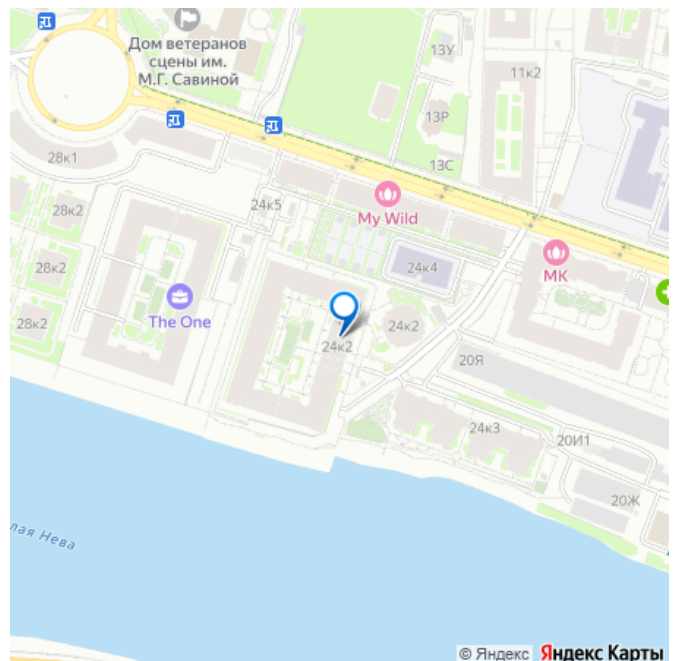 Дом ветеранов
сцены им.
М.Г. Савиной
13У
11к2
13Р
13С
28к1
My Wild
28к2
24к5
24к4
МК
28к2
The One
24к2
28к2
24к2
20Я
24к3
20И1
20Ж
лая Нева
© Яндекс Яндекс Карты